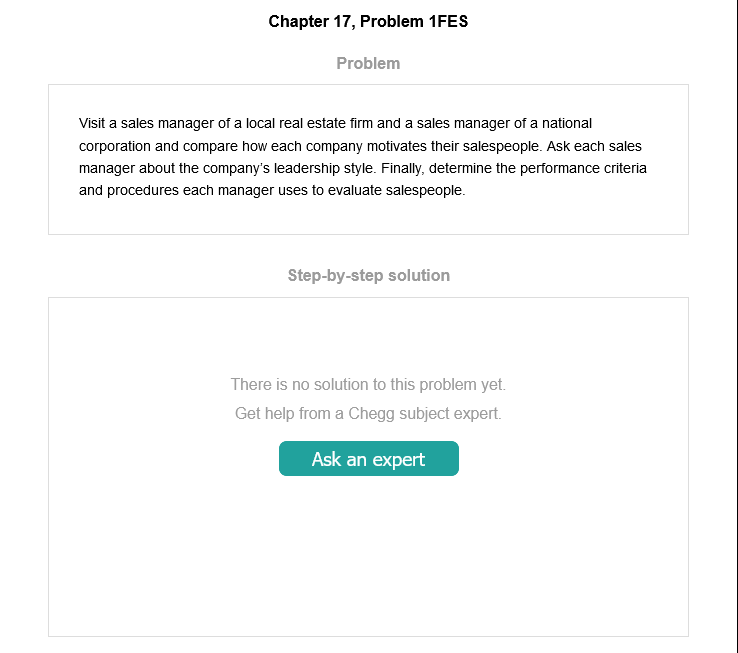 Chapter 17, Problem 1FES
Problem
Visit a sales manager of a local real estate firm and a sales manager of a national
corporation and compare how each company motivates their salespeople. Ask each sales
manager about the company's leadership style. Finally, determine the performance criteria
and procedures each manager uses to evaluate salespeople.
Step-by-step solution
There is no solution to this problem yet.
Get help from a Chegg subject expert.
Ask an expert